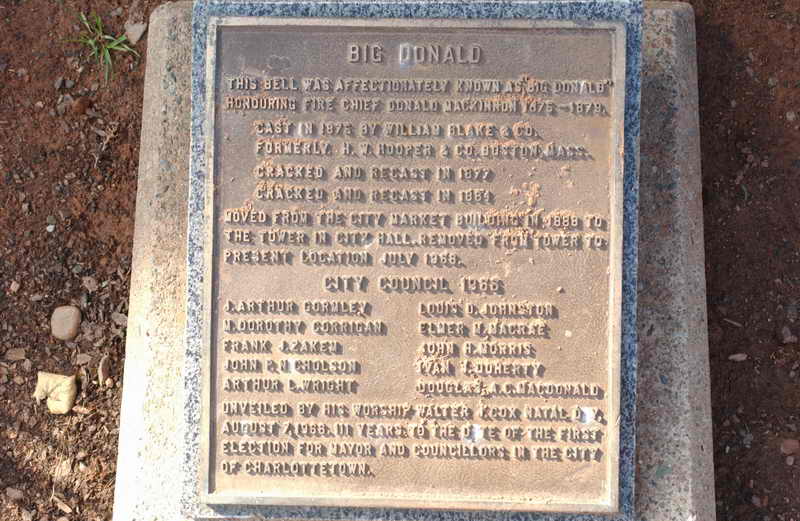 BIG DONALD
THIS BELL WAS AFFECTIONATELY KNOWN AS BIG DONALD
HONOURING FIRE CHIEF DONALD MACKINNON 1875-1879.
CAST IN 1875 BY WILLIAM BLAKE & CO.
FORMERLY. H. W. HOOPER & CO. BOSTON, MASS.
CRACKED AND RECAST IN 1877
CRACKED AND RECAST IN
MOVED FROM THE CITY MARKET BUILDING IN 1888 TO
THE TOWER IN CITY HALL. REMOVED FROM TOWER TO
PRESENT LOCATION JULY 1966.
CITY COUNCIL 1966
J. ARTHUR GORMLEY LOUIS D. JOHNSTON
M. DOROTHY CORRIGAN ELMER M. MACRAE
FRANK J. ZAKEM JOHN H. MORRIS
JOHN P. NICHOLSON IVAN DOHERTY
ARTHUR L. WRIGHT DOUGLAS A.C. MACDONALD
UNVEILED BY HIS WORSHIP WALTER J. COX NATAL DAY,
AUGUST 7, 1966. 111 YEARS TO THE DATE OF THE FIRST
ELECTION FOR MAYOR AND COUNCILLORS IN THE CITY
OF CHARLOTTETOWN.